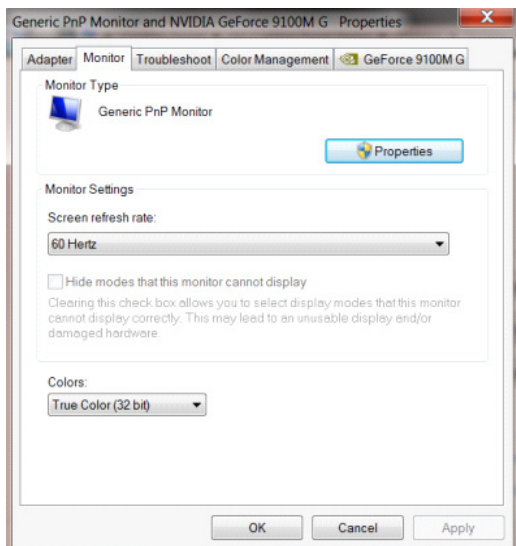 Generic PnP Monitor and NVIDIA GeForce 9100M G Properties
X
Adapter Monitor Troubleshoot Color Management GeForce 9100M G
Monitor Type
Generic PnP Monitor
Properties
Monitor Settings
Screen refresh rate:
60 Hertz
Hide modes that this monitor cannot display
Clearing this check box allows you to select display modes that this monitor
cannot display correctly. This may lead to an unusable display and/or
damaged hardware.
Colors:
True Color (32 bit)
OK Cancel Apply